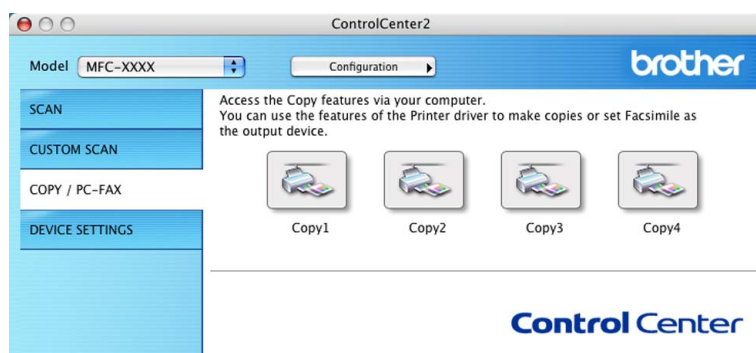 ControlCenter2
Model MFC-XXXX Configuration brother
SCAN
CUSTOM SCAN
COPY / PC-FAX
DEVICE SETTINGS
Access the Copy features via your computer.
You can use the features of the Printer driver to make copies or set Facsimile as
the output device.
Copy1 Copy2 Copy3 Copy4
Control Center